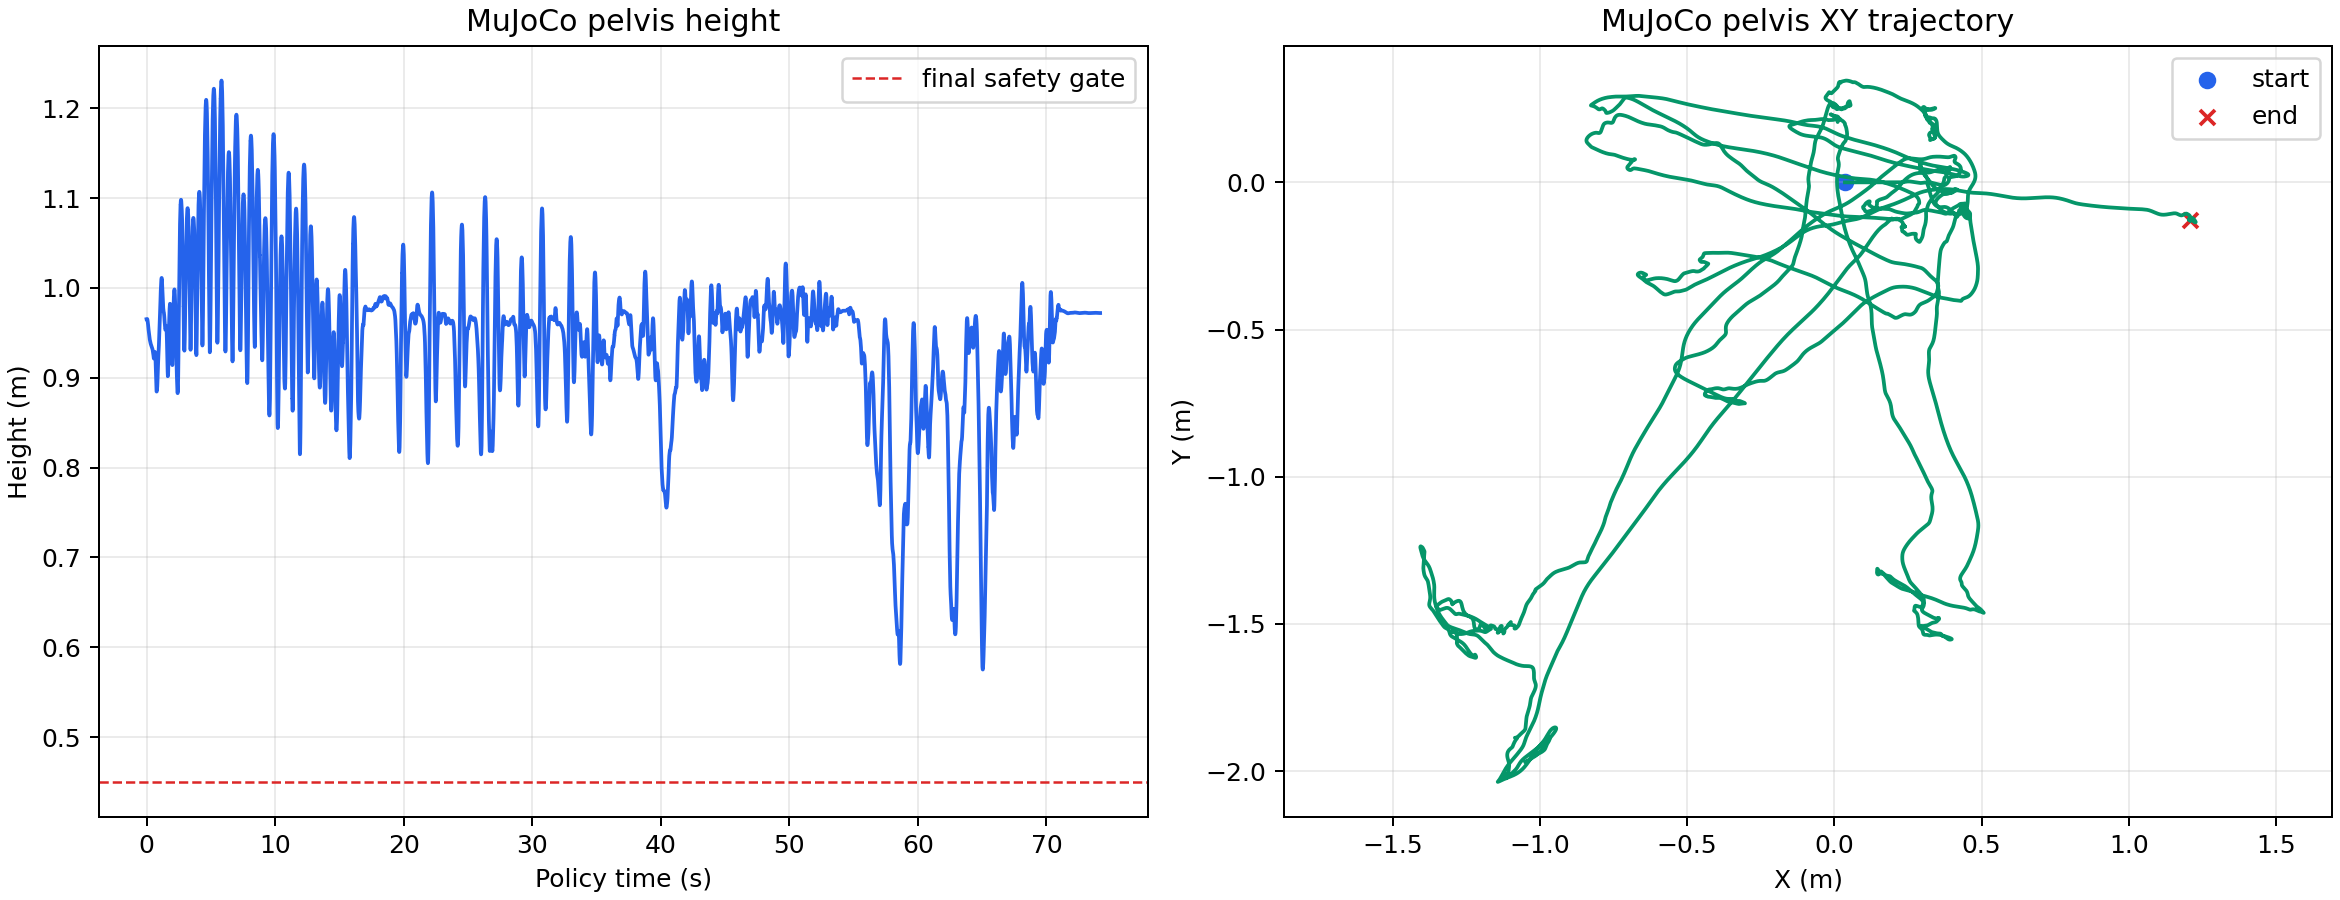 MuJoCo pelvis height
final safety gate
Height (m)
1.2
1.1
1.0
0.9
0.8
0.7
0.6
0.5
0 10 20 30 40 50 60 70
Policy time (s)
MuJoCo pelvis XY trajectory
start
end
Y (m)
0.0
−0.5
−1.0
−1.5
−2.0
−1.5 −1.0 −0.5 0.0 0.5 1.0 1.5
X (m)